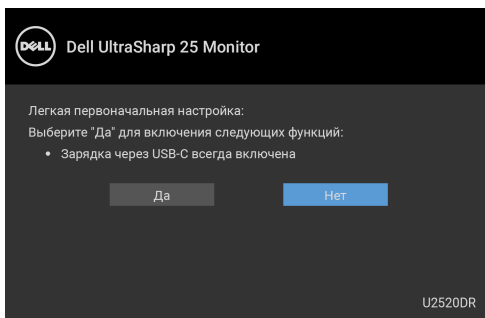 DELL Dell UltraSharp 25 Monitor
Легкая первоначальная настройка:
Выберите "Да" для включения следующих функций:
• Зарядка через USB-C всегда включена
Да Нет
U2520DR